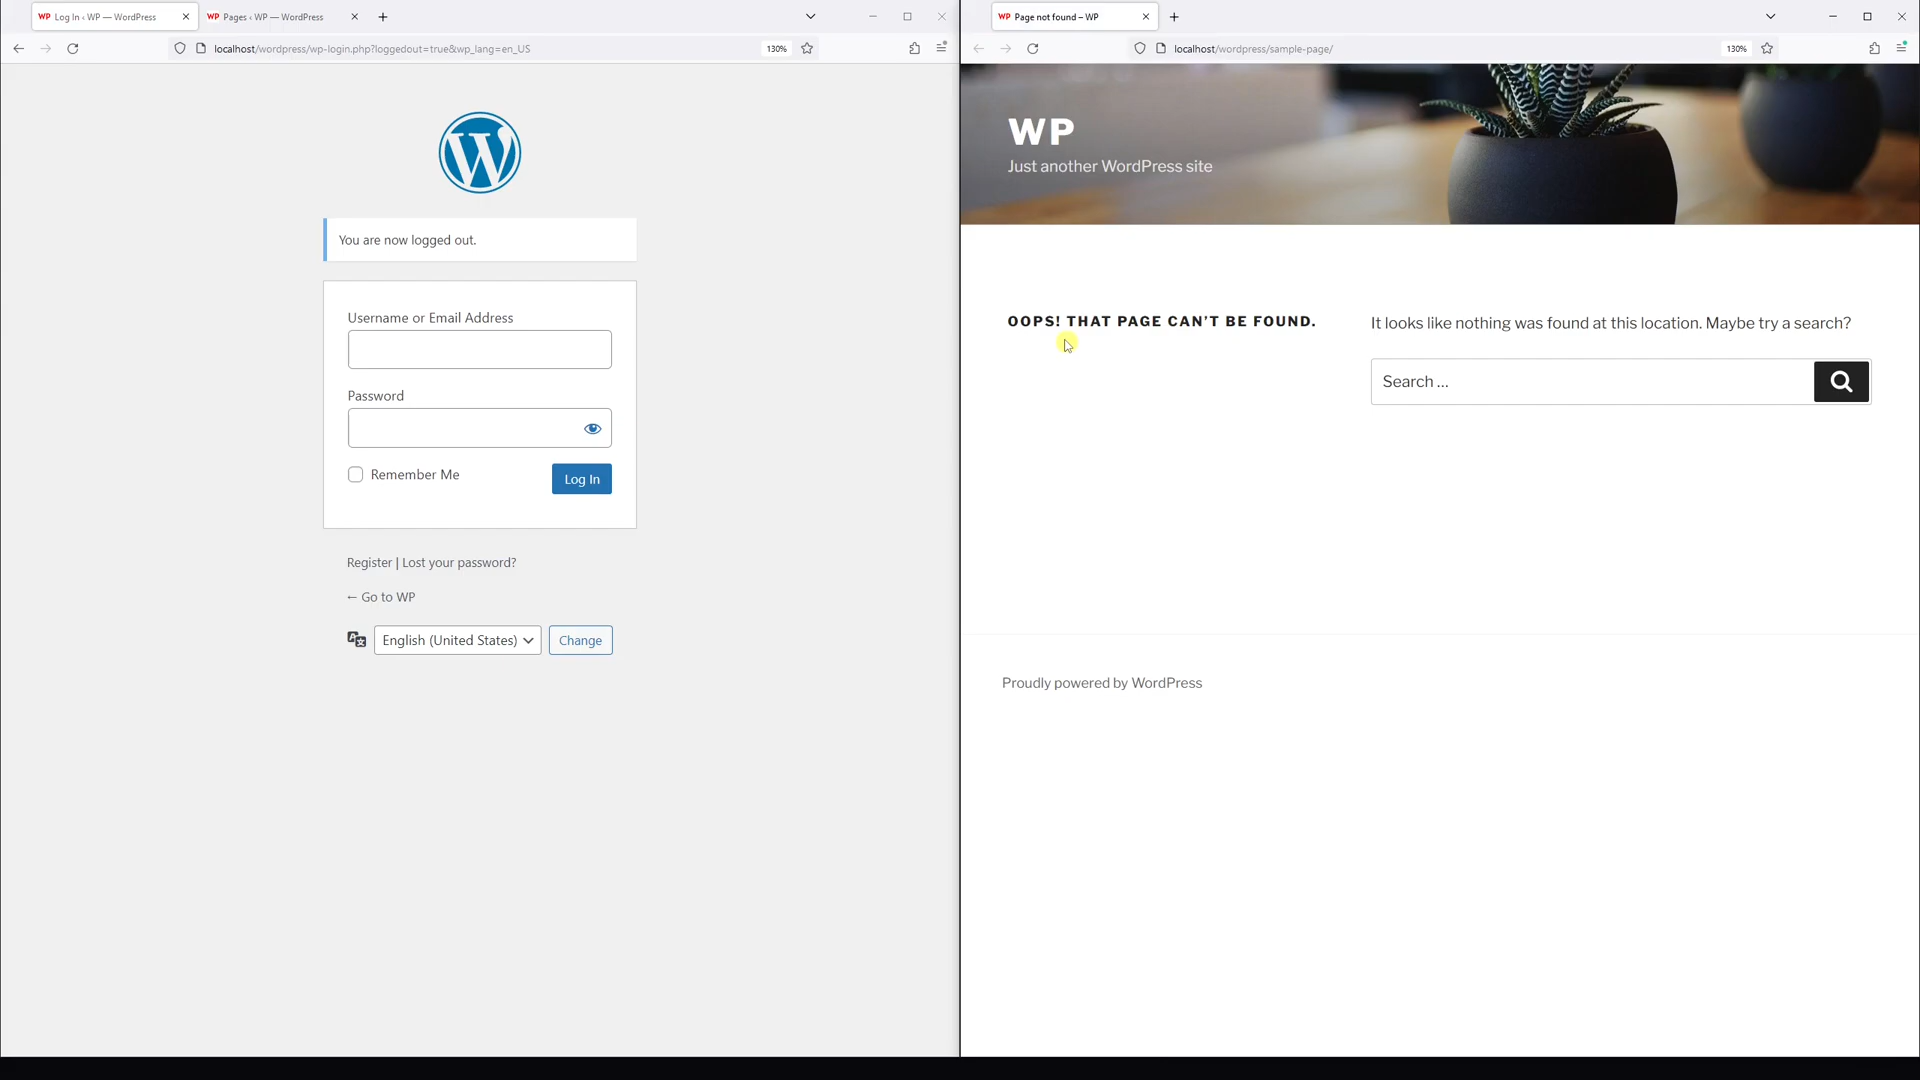 WP Log In ‹ WP — WordPress
WP Pages ‹ WP — WordPress
localhost/wordpress/wp-login.php?loggedout=true&wp_lang=en_US
130%
W
You are now logged out.
Username or Email Address
Password
Remember Me
Log In
Register | Lost your password?
← Go to WP
English (United States)
Change
WP Page not found – WP
localhost/wordpress/sample-page/
130%
WP
Just another WordPress site
OOPS! THAT PAGE CAN’T BE FOUND.
It looks like nothing was found at this location. Maybe try a search?
Search …
Proudly powered by WordPress